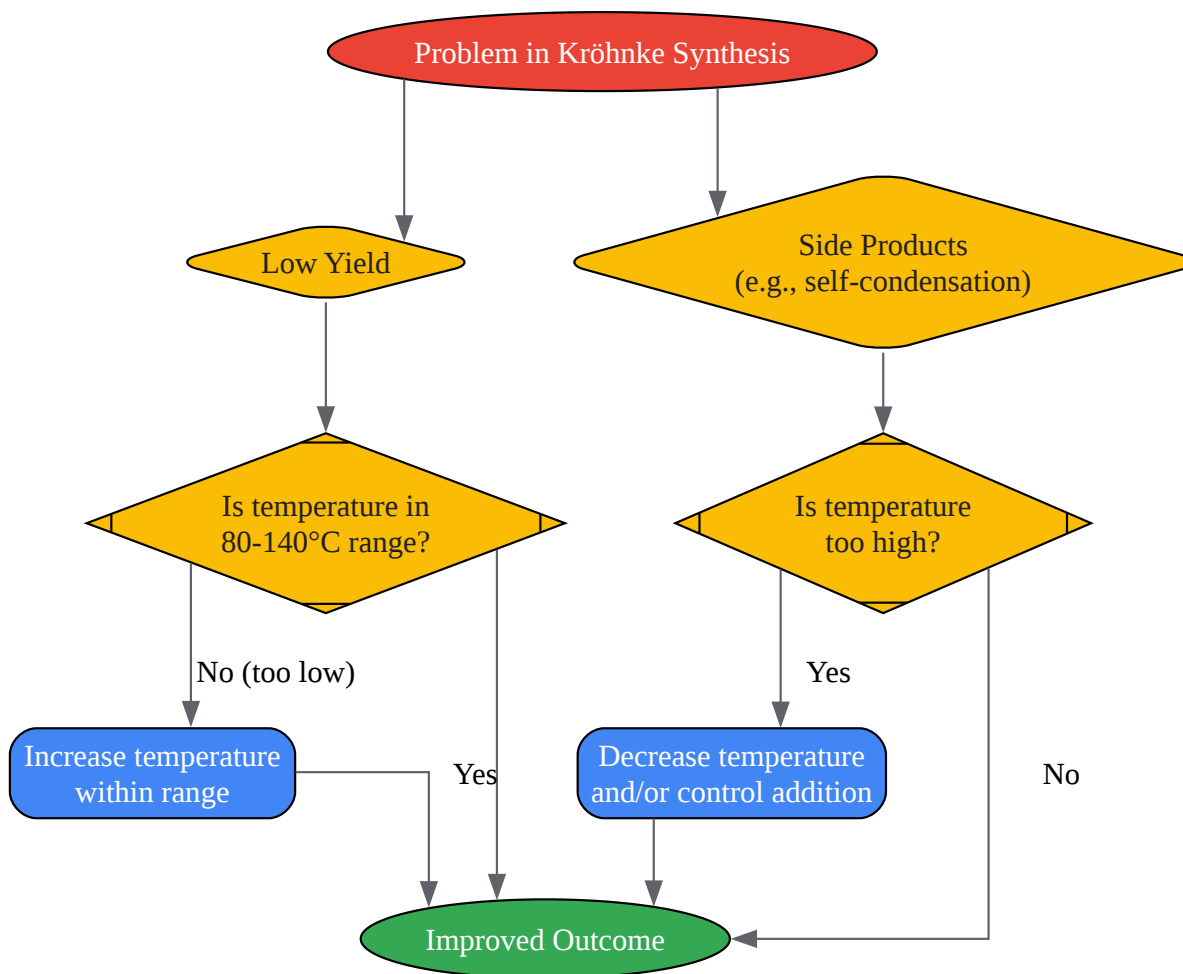 Problem in Kröhnke Synthesis
Low Yield
Side Products
(e.g., self-condensation)
Is temperature in
80-140°C range?
Is temperature
too high?
No (too low)
Yes
Increase temperature
within range
Yes
Decrease temperature
and/or control addition
No
Improved Outcome